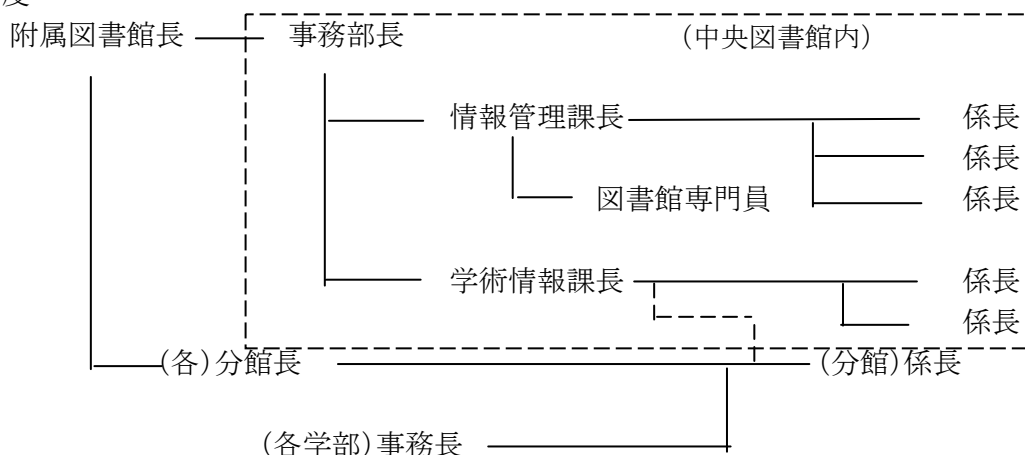 附属図書館長 事務部長 (中央図書館内)
情報管理課長 係長
係長
図書館専門員 係長
学術情報課長 係長
係長
(各)分館長 (分館)係長
(各学部)事務長